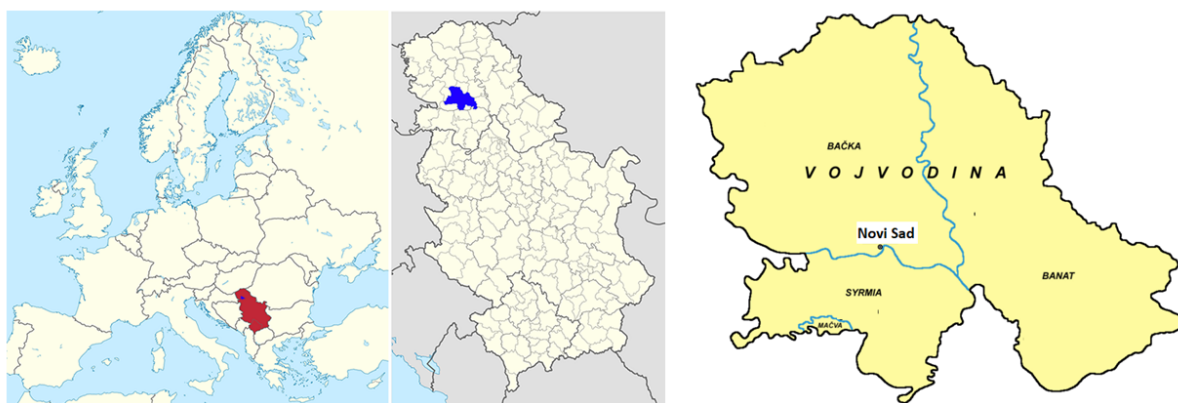 BAČKA
V O J V O D I N A
Novi Sad
BANAT
SYRMIA
MAČVA